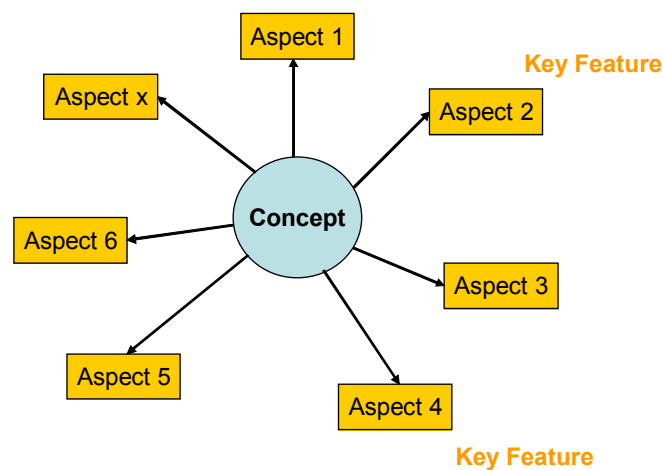 Aspect 1
Key Feature
Aspect x
Aspect 2
Concept
Aspect 6
Aspect 3
Aspect 5
Aspect 4
Key Feature